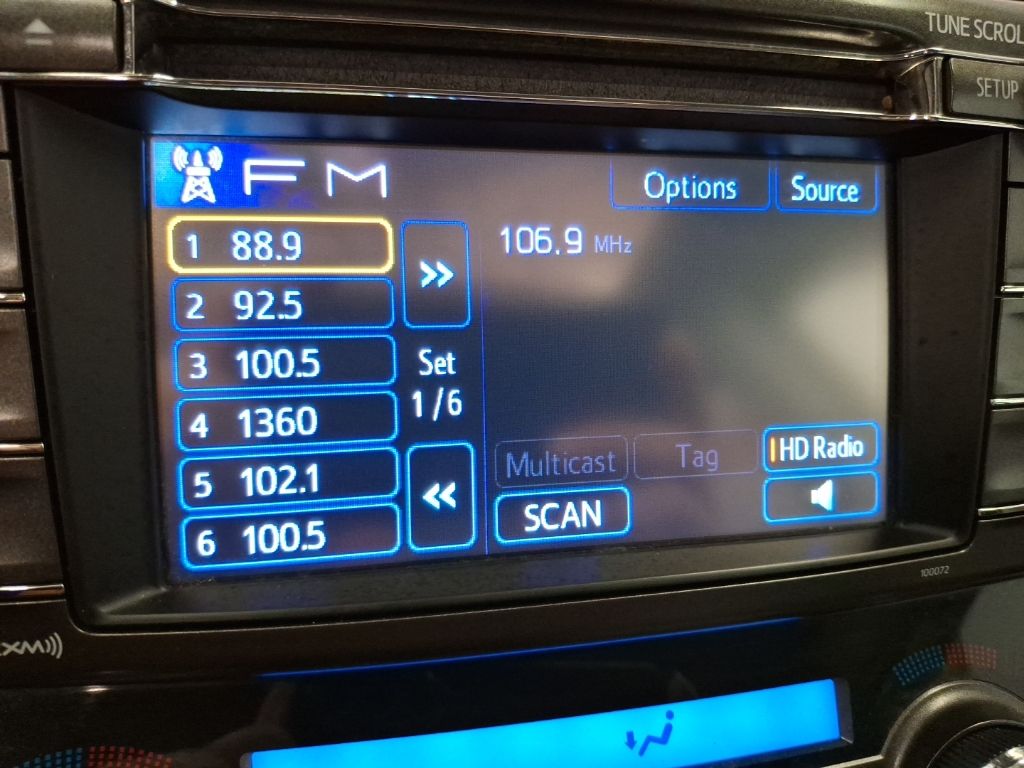 TUNE SCROL
SETUP
FM
Options
Source
1 88.9
106.9 MHz
2 92.5
3 100.5
Set
1/6
4 1360
5 102.1
6 100.5
Multicast
Tag
HD Radio
SCAN
100072
XM